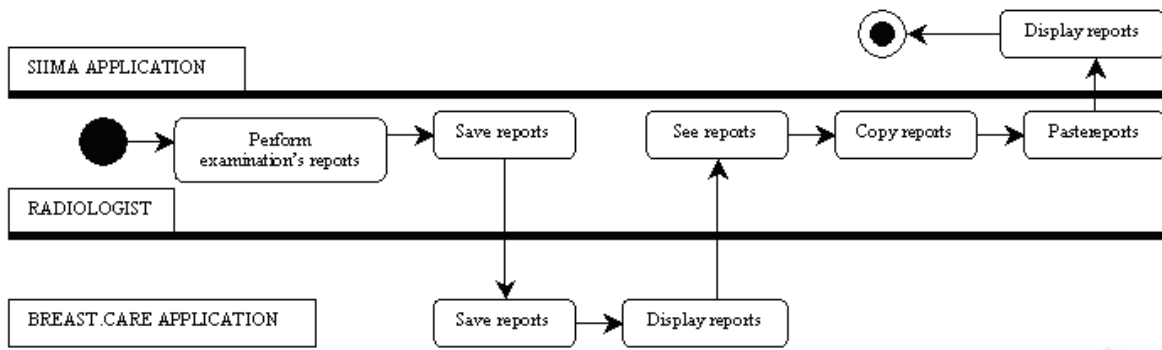 Display reports
SIIMA APPLICATION
Perform
examination's reports
Save reports
See reports
Copy reports
Pastereports
RADIOLOGIST
BREAST.CARE APPLICATION
Save reports
Display reports